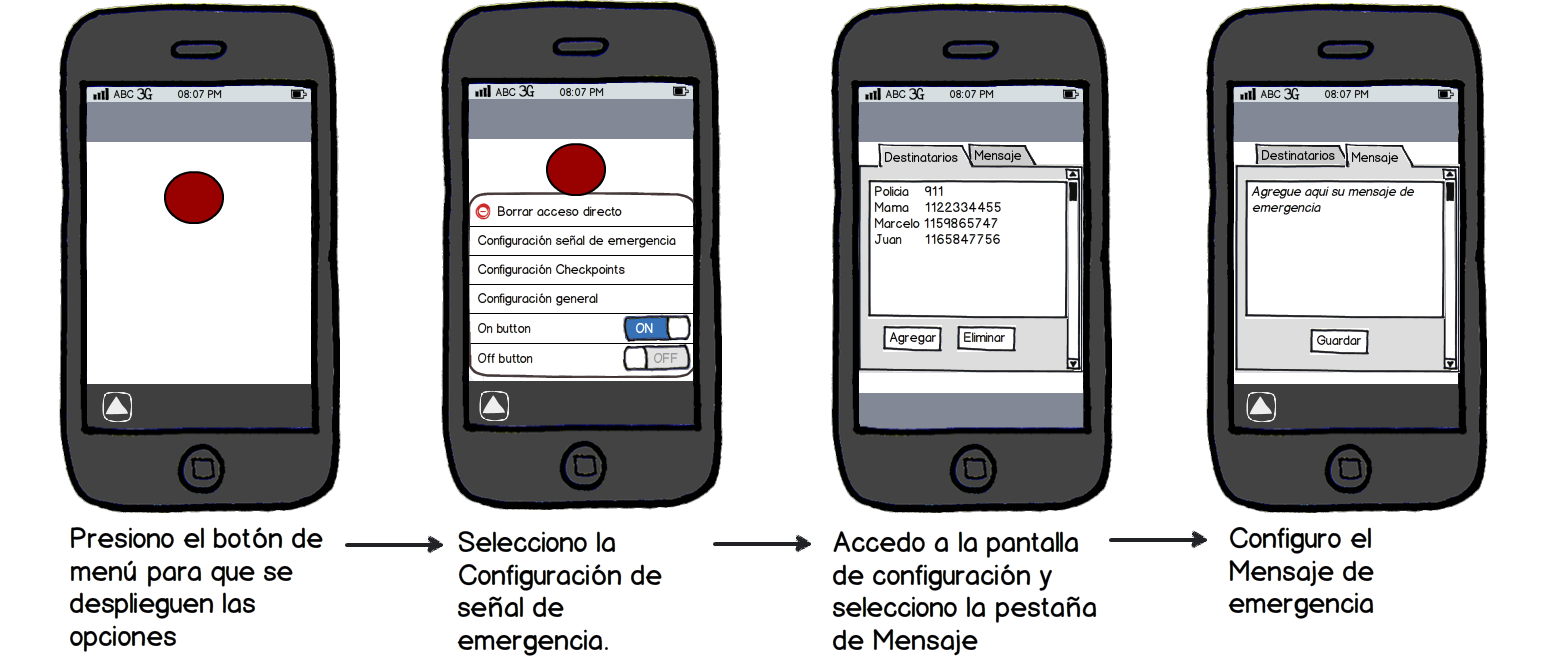 ABC 3G 08:07 PM
Presiono el botón de
menú para que se
desplieguen las
opciones
ABC 3G 08:07 PM
Borrar acceso directo
Configuración señal de emergencia
Configuración Checkpoints
Configuración general
On button ON
Off button OFF
Selecciono la
Configuración de
señal de
emergencia.
ABC 3G 08:07 PM
Destinatarios Mensaje
Policia 911
Mama 1122334455
Marcelo 1159865747
Juan 1165847756
Agregar Eliminar
Accedo a la pantalla
de configuración y
selecciono la pestaña
de Mensaje
ABC 3G 08:07 PM
Destinatarios Mensaje
Agregue aqui su mensaje de
emergencia
Guardar
Configuro el
Mensaje de
emergencia